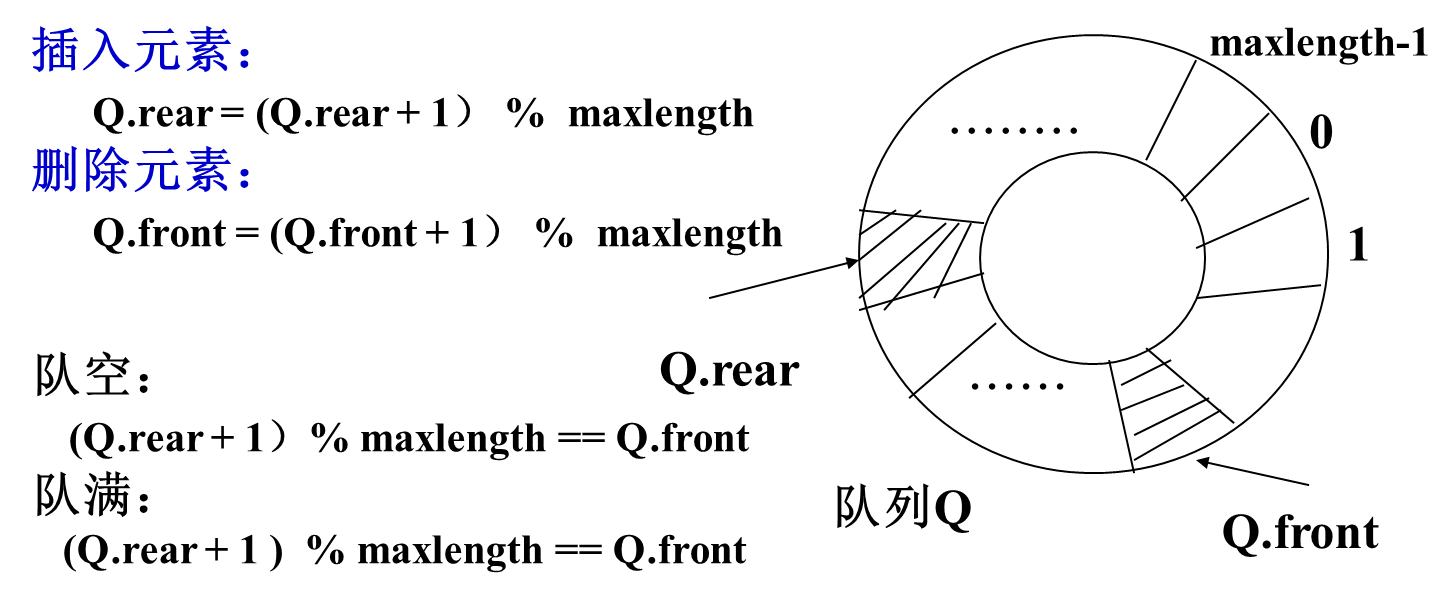 插入元素：
Q.rear = (Q.rear + 1） % maxlength
删除元素：
Q.front = (Q.front + 1） % maxlength
队空：
(Q.rear + 1）% maxlength == Q.front
队满：
(Q.rear + 1 ) % maxlength == Q.front
maxlength-1
0
1
········
Q.rear
······
队列Q
Q.front